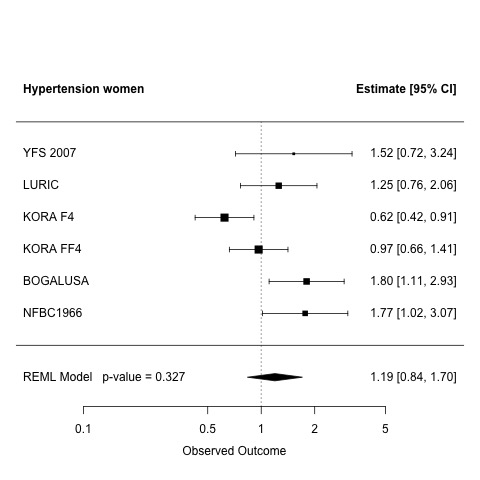 Hypertension women Estimate [95% CI]
YFS 2007 1.52 [0.72, 3.24]
LURIC 1.25 [0.76, 2.06]
KORA F4 0.62 [0.42, 0.91]
KORA FF4 0.97 [0.66, 1.41]
BOGALUSA 1.80 [1.11, 2.93]
NFBC1966 1.77 [1.02, 3.07]
REML Model p-value = 0.327 1.19 [0.84, 1.70]
0.1 0.5 1 2 5
Observed Outcome